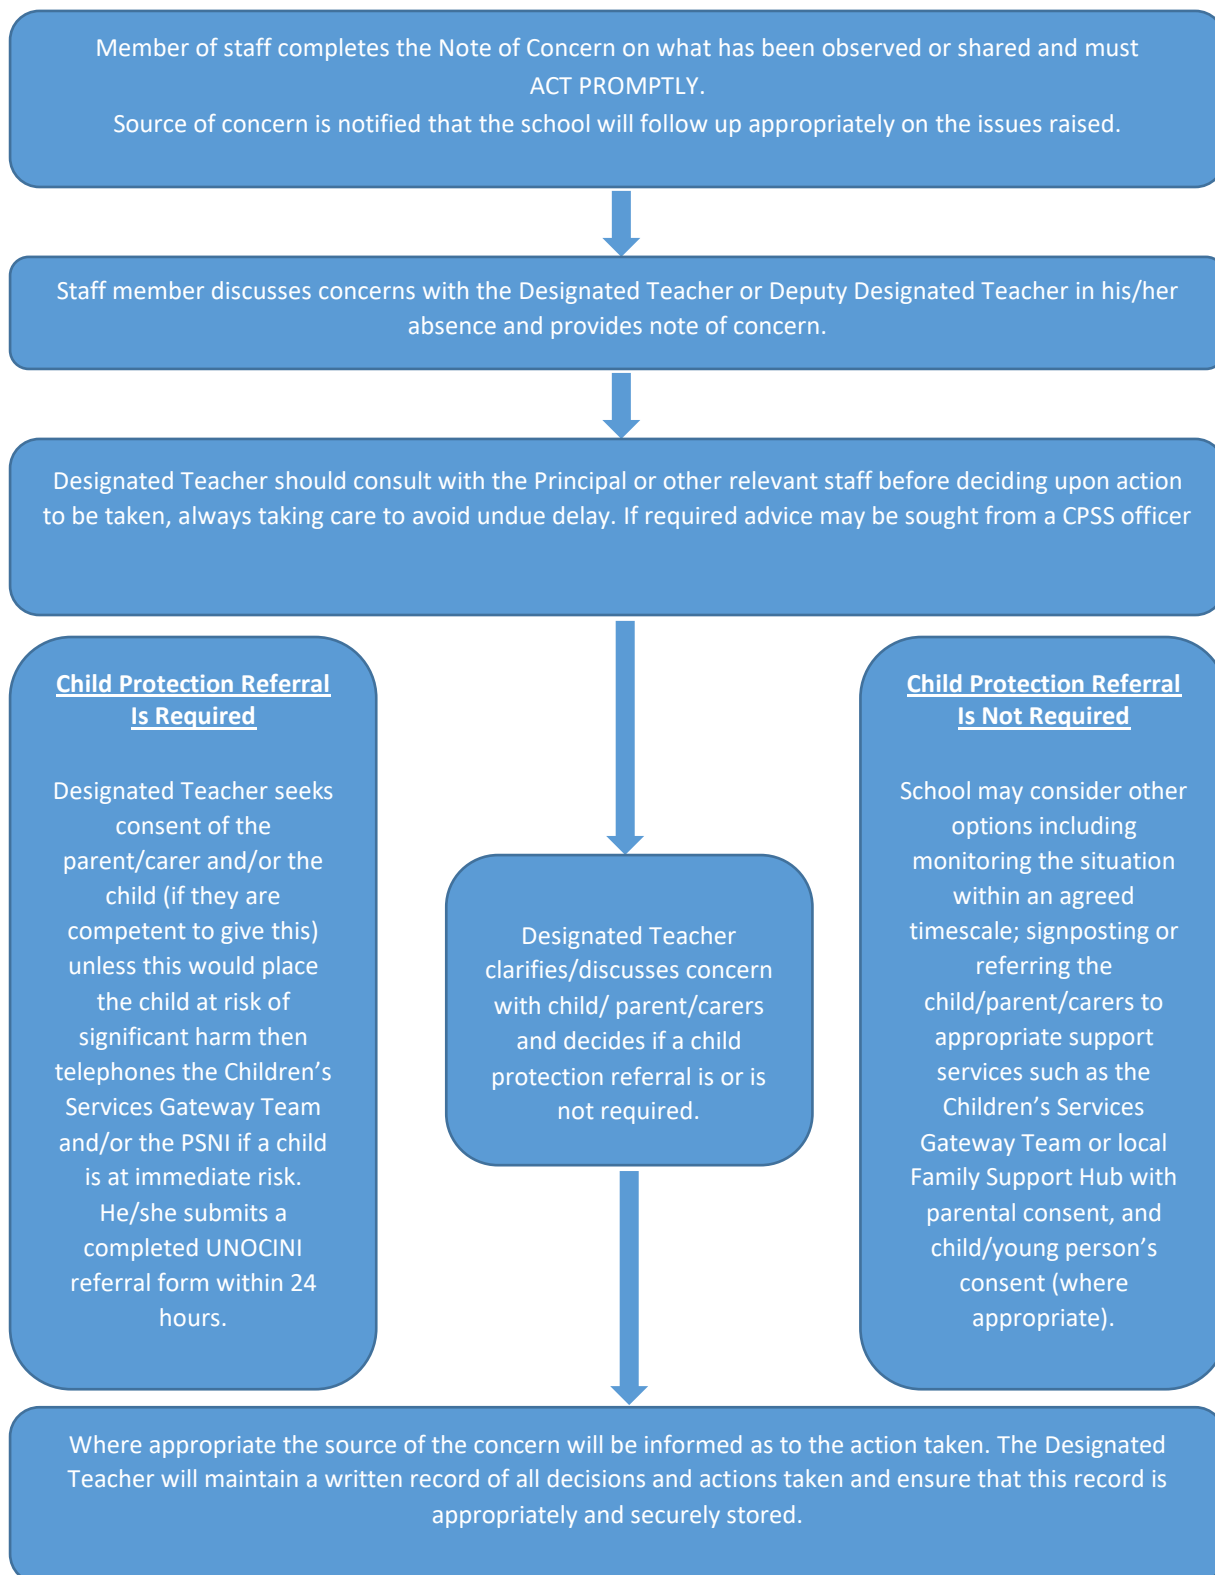 Member of staff completes the Note of Concern on what has been observed or shared and must
ACT PROMPTLY.
Source of concern is notified that the school will follow up appropriately on the issues raised.
Staff member discusses concerns with the Designated Teacher or Deputy Designated Teacher in his/her
absence and provides note of concern.
Designated Teacher should consult with the Principal or other relevant staff before deciding upon action
to be taken, always taking care to avoid undue delay. If required advice may be sought from a CPSS officer
Child Protection Referral
Is Required
Designated Teacher seeks
consent of the
parent/carer and/or the
child (if they are
competent to give this)
unless this would place
the child at risk of
significant harm then
telephones the Children’s
Services Gateway Team
and/or the PSNI if a child
is at immediate risk.
He/she submits a
completed UNOCINI
referral form within 24
hours.
Designated Teacher
clarifies/discusses concern
with child/ parent/carers
and decides if a child
protection referral is or is
not required.
Child Protection Referral
Is Not Required
School may consider other
options including
monitoring the situation
within an agreed
timescale; signposting or
referring the
child/parent/carers to
appropriate support
services such as the
Children’s Services
Gateway Team or local
Family Support Hub with
parental consent, and
child/young person’s
consent (where
appropriate).
Where appropriate the source of the concern will be informed as to the action taken. The Designated
Teacher will maintain a written record of all decisions and actions taken and ensure that this record is
appropriately and securely stored.